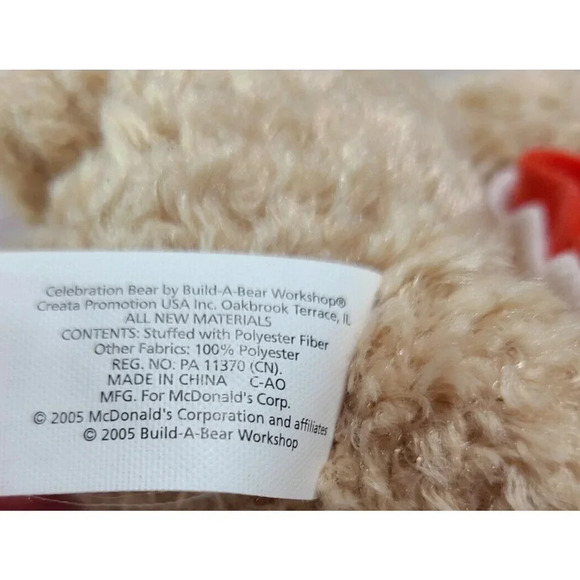 Celebration Bear by Build-A-Bear Workshop®
Creata Promotion USA Inc. Oakbrook Terrace, IL
ALL NEW MATERIALS
CONTENTS: Stuffed with Polyester Fiber
Other Fabrics: 100% Polyester
REG. NO: PA 11370 (CN).
MADE IN CHINA C-AO
MFG. For McDonald's Corp.
© 2005 McDonald's Corporation and affiliates
© 2005 Build-A-Bear Workshop